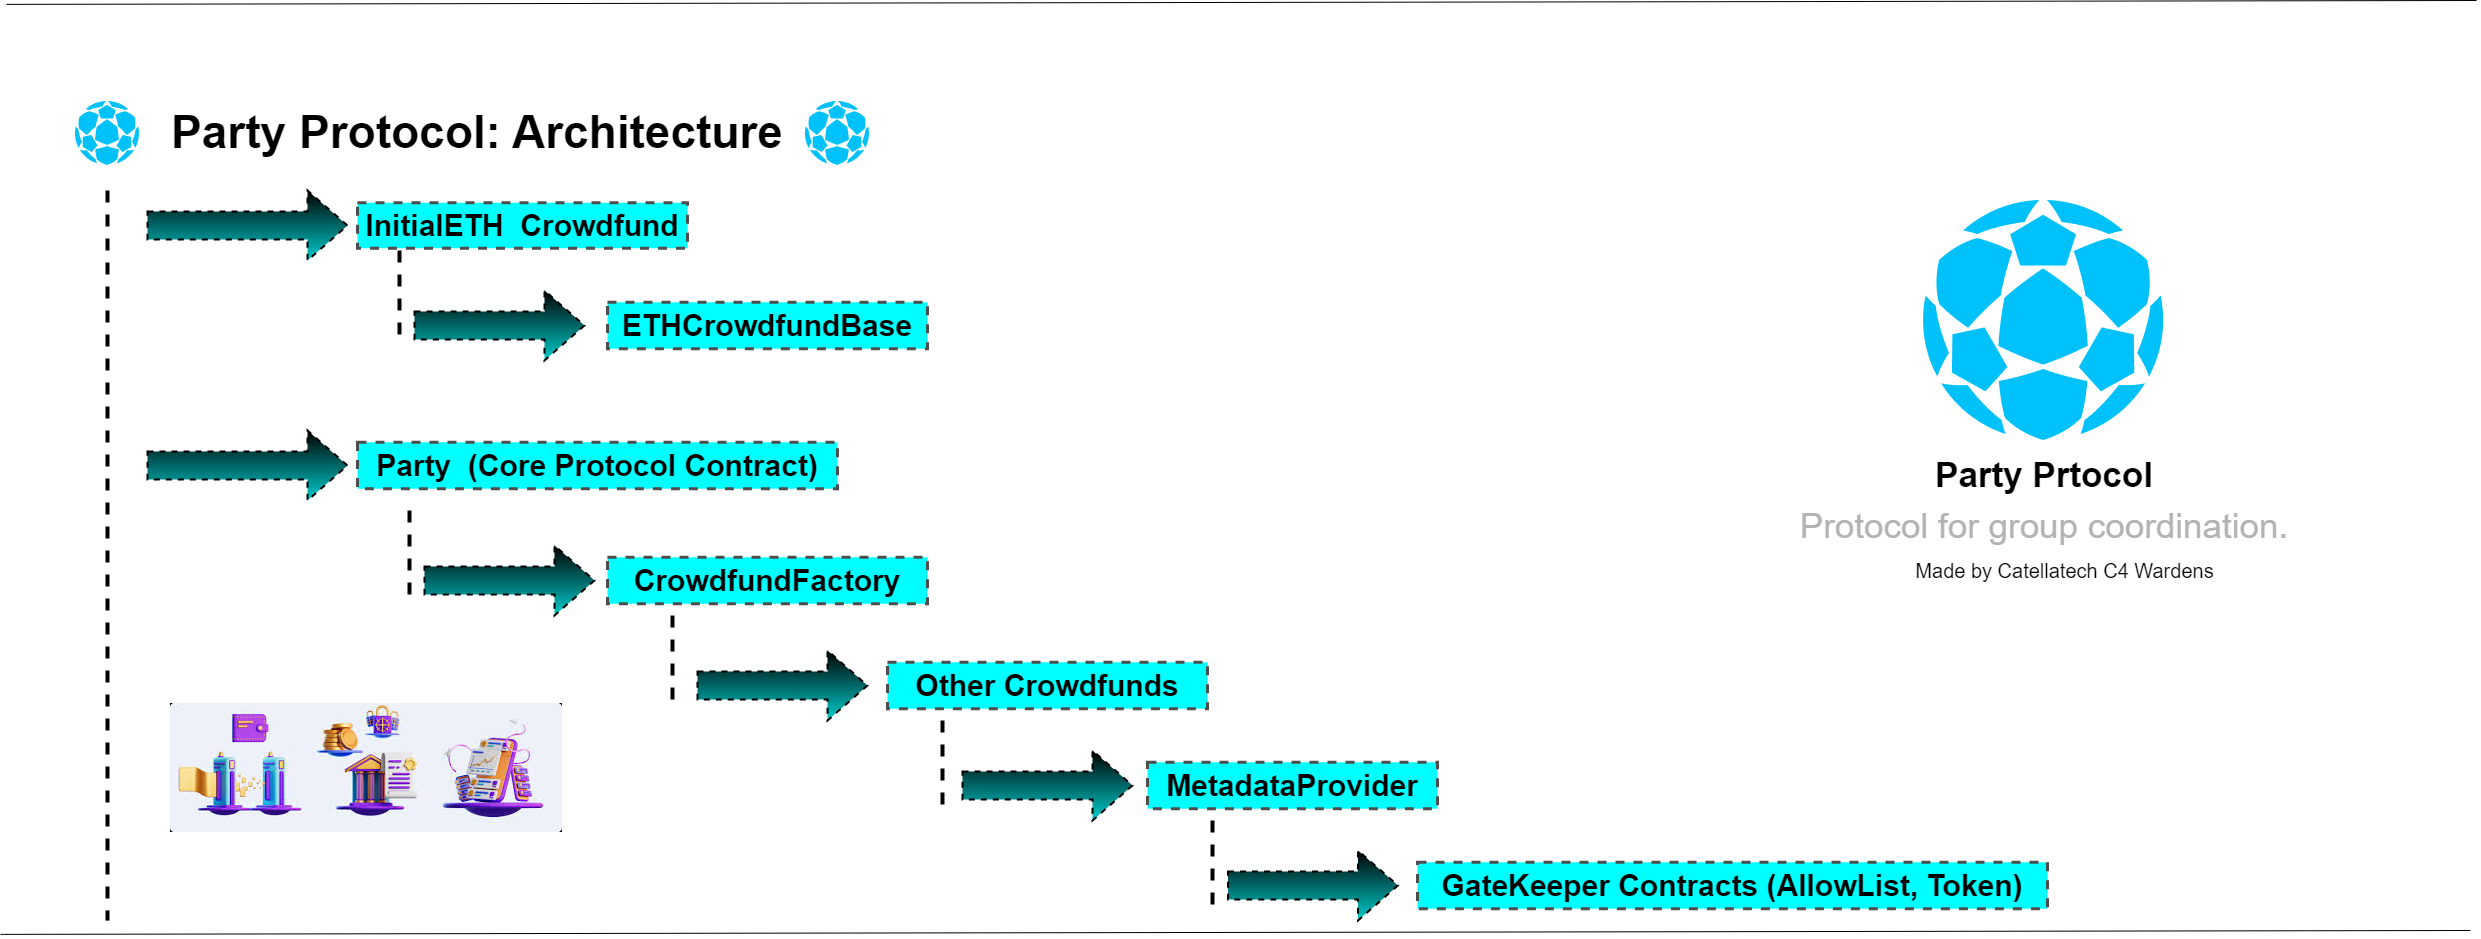 Party Protocol: Architecture
InitialETH  Crowdfund
ETHCrowdfundBase
Party  (Core Protocol Contract)
CrowdfundFactory
Other Crowdfunds
MetadataProvider
GateKeeper Contracts (AllowList, Token)
Party Prtocol
Protocol for group coordination.
Made by Catellatech C4 Wardens